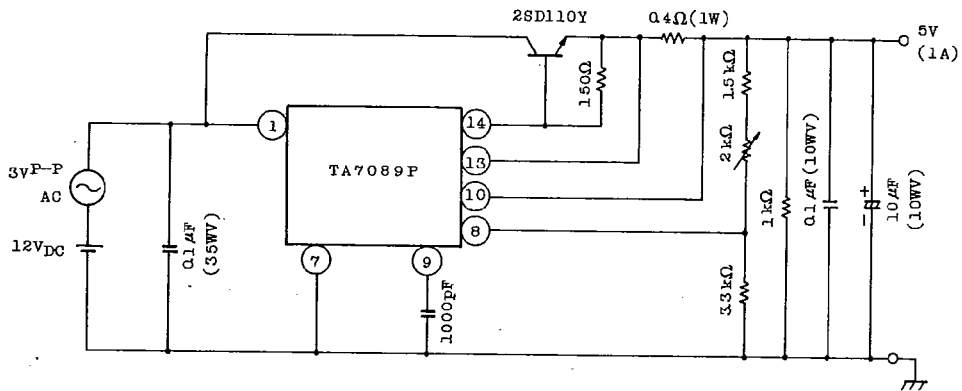 2SD110Y
0.4Ω(1W)
5V
(1A)
150Ω
1.5kΩ
2kΩ
1kΩ
0.1μF(10WV)
10μF
(10WV)
+
-
3.3kΩ
1
14
13
10
8
7
9
TA7089P
3VP-P
AC
12VDC
0.1μF
(35WV)
1000pF